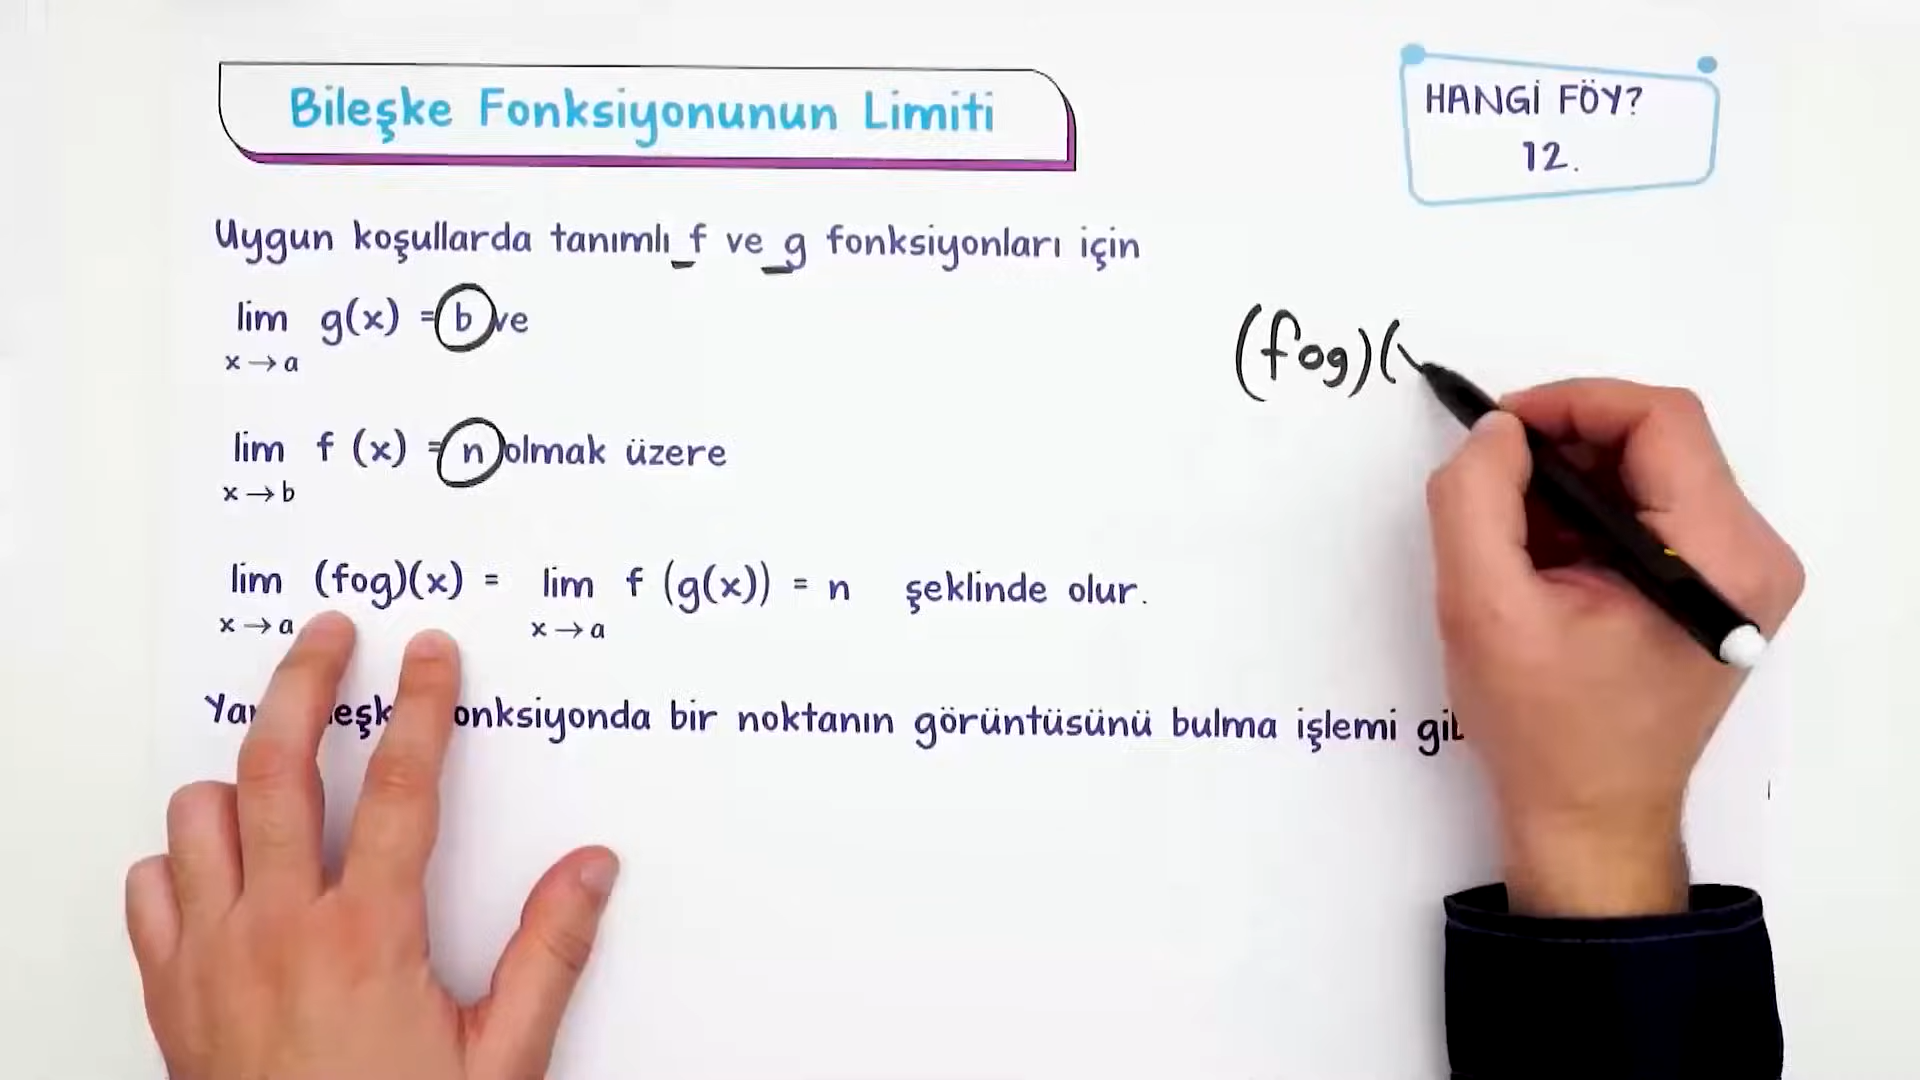 Bileşke Fonksiyonunun Limiti
HANGİ FÖY?
12.
Uygun koşullarda tanımlı f ve g fonksiyonları için
lim g(x) = b ve
x → a
(fog)(
lim f (x) = n olmak üzere
x → b
lim (fog)(x) = lim f (g(x)) = n şeklinde olur.
x → a x → a
onksiyonda bir noktanın görüntüsünü bulma işlemi